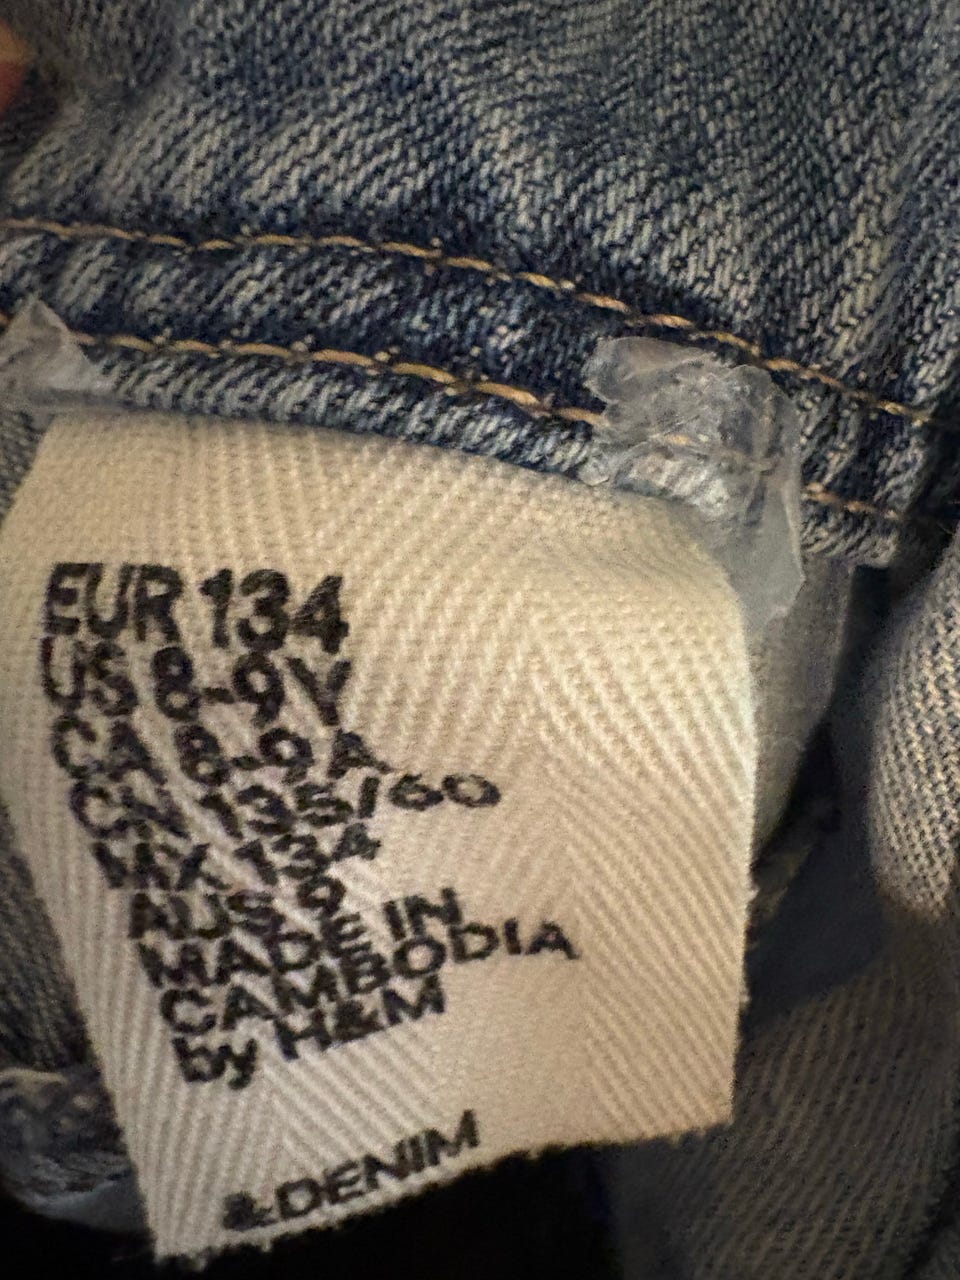 EUR 134
US 8-9Y
CA 8-9A
CN 135/60
MX 134
AUS 9
MADE IN
CAMBODIA
by H&M
&DENIM